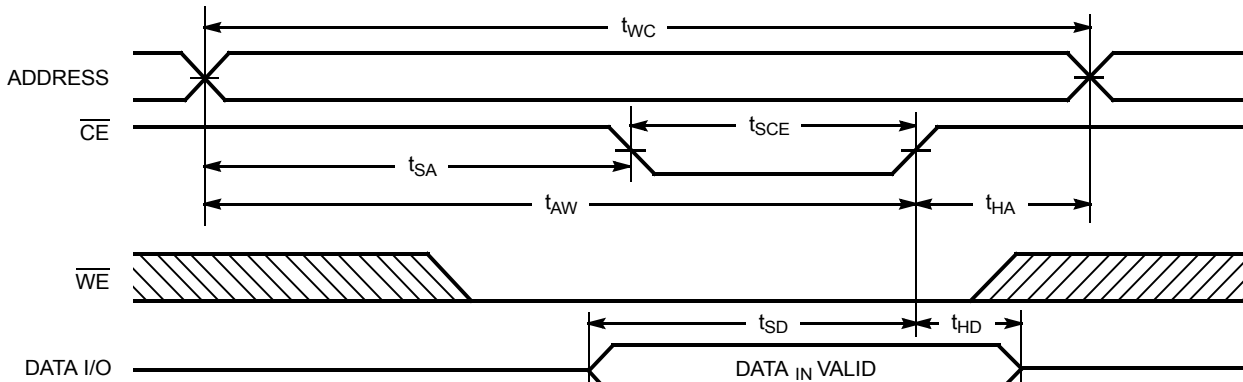 tWC
ADDRESS
CE
tSCE
tSA
tAW
tHA
WE
tSD
tHD
DATA I/O
DATA IN VALID